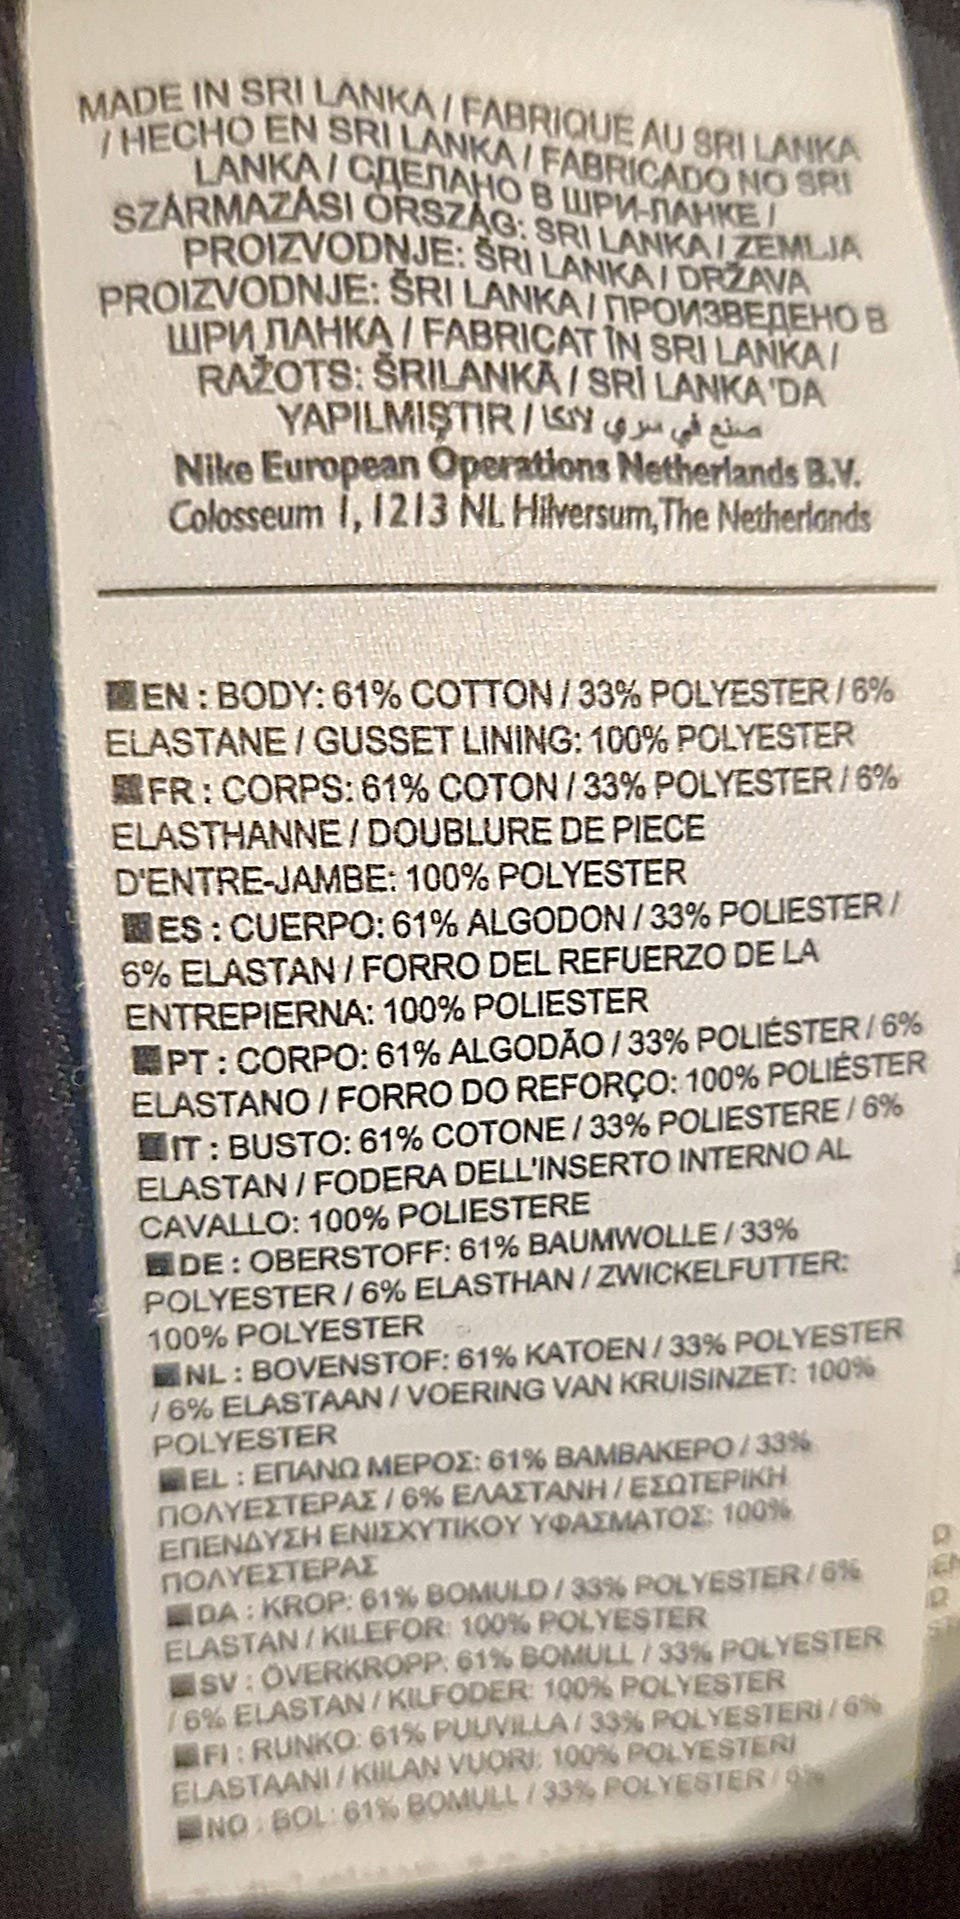 MADE IN SRI LANKA / FABRIQUÉ AU SRI LANKA
/ HECHO EN SRI LANKA / FABRICADO NO SRI
LANKA / СДЕЛАНО В ШРИ-ЛАНКЕ /
SZÁRMAZÁSI ORSZÁG: SRI LANKA / ZEMLJA
PROIZVODNJE: ŠRI LANKA / DRŽAVA
PROIZVODNJE: ŠRI LANKA / ПРОИЗВЕДЕНО В
ШРИ ЛАНКА / FABRICAT ÎN SRI LANKA /
RAŽOTS: ŠRILANKĀ / SRİ LANKA'DA
YAPILMIŞTIR / صنع في سري لانكا
Nike European Operations Netherlands B.V.
Colosseum 1, 1213 NL Hilversum, The Netherlands
EN : BODY: 61% COTTON / 33% POLYESTER / 6%
ELASTANE / GUSSET LINING: 100% POLYESTER
FR : CORPS: 61% COTON / 33% POLYESTER / 6%
ELASTHANNE / DOUBLURE DE PIECE
D'ENTRE-JAMBE: 100% POLYESTER
ES : CUERPO: 61% ALGODON / 33% POLIESTER /
6% ELASTAN / FORRO DEL REFUERZO DE LA
ENTREPIERNA: 100% POLIESTER
PT : CORPO: 61% ALGODÃO / 33% POLIÉSTER / 6%
ELASTANO / FORRO DO REFORÇO: 100% POLIÉSTER
IT : BUSTO: 61% COTONE / 33% POLIESTERE / 6%
ELASTAN / FODERA DELL'INSERTO INTERNO AL
CAVALLO: 100% POLIESTERE
DE : OBERSTOFF: 61% BAUMWOLLE / 33%
POLYESTER / 6% ELASTHAN / ZWICKELFUTTER:
100% POLYESTER
NL : BOVENSTOF: 61% KATOEN / 33% POLYESTER
/ 6% ELASTAAN / VOERING VAN KRUISINZET: 100%
POLYESTER
EL : ΕΠΑΝΩ ΜΕΡΟΣ: 61% ΒΑΜΒΑΚΕΡΟ / 33%
ΠΟΛΥΕΣΤΕΡΑΣ / 6% ΕΛΑΣΤΑΝΗ / ΕΣΩΤΕΡΙΚΗ
ΕΠΕΝΔΥΣΗ ΕΝΙΣΧΥΤΙΚΟΥ ΥΦΑΣΜΑΤΟΣ: 100%
ΠΟΛΥΕΣΤΕΡΑΣ
DA : KROP: 61% BOMULD / 33% POLYESTER / 6%
ELASTAN / KILEFOR: 100% POLYESTER
SV : ÖVERKROPP: 61% BOMULL / 33% POLYESTER
/ 6% ELASTAN / KILFODER: 100% POLYESTER
FI : RUNKO: 61% PUUVILLA / 33% POLYESTERI / 6%
ELASTAANI / KIILAN VUORI: 100% POLYESTERI
NO : BOL: 61% BOMULL / 33% POLYESTER / 6%